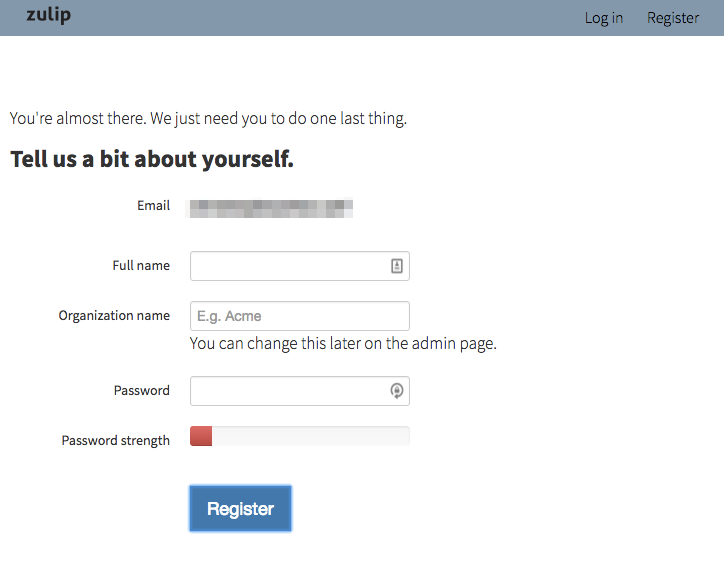 zulip
Log in Register
You're almost there. We just need you to do one last thing.
Tell us a bit about yourself.
Email
Full name
Organization name E.g. Acme
You can change this later on the admin page.
Password
Password strength
Register